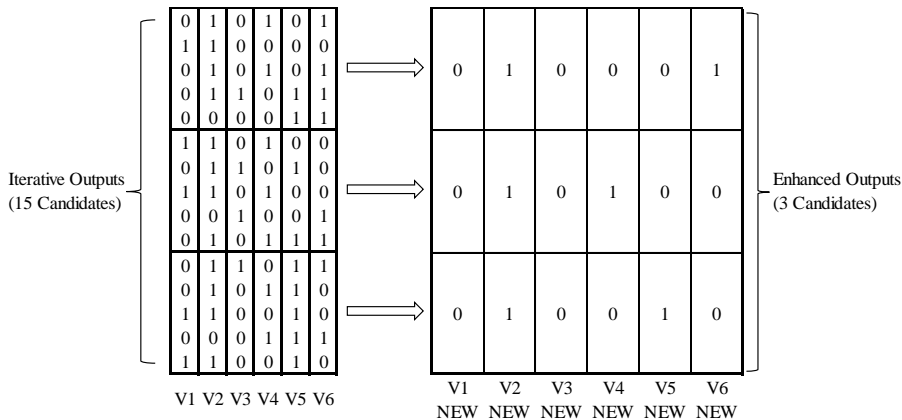 0 1 0 1 0 1
1 1 0 0 0 0
0 1 0 1 0 1
0 1 1 0 1 1
0 0 0 0 1 1
0 1 0 0 0 1
Iterative Outputs
(15 Candidates)
1 1 0 1 0 0
0 1 1 0 1 0
1 1 0 1 0 0
0 0 1 0 0 1
0 1 0 1 1 1
0 1 0 1 0 0
Enhanced Outputs
(3 Candidates)
0 1 1 0 1 1
0 1 0 1 1 0
1 1 0 0 1 0
0 0 0 1 1 1
1 1 0 0 1 0
0 1 0 0 1 0
V1 V2 V3 V4 V5 V6
V1 V2 V3 V4 V5 V6
NEW NEW NEW NEW NEW NEW